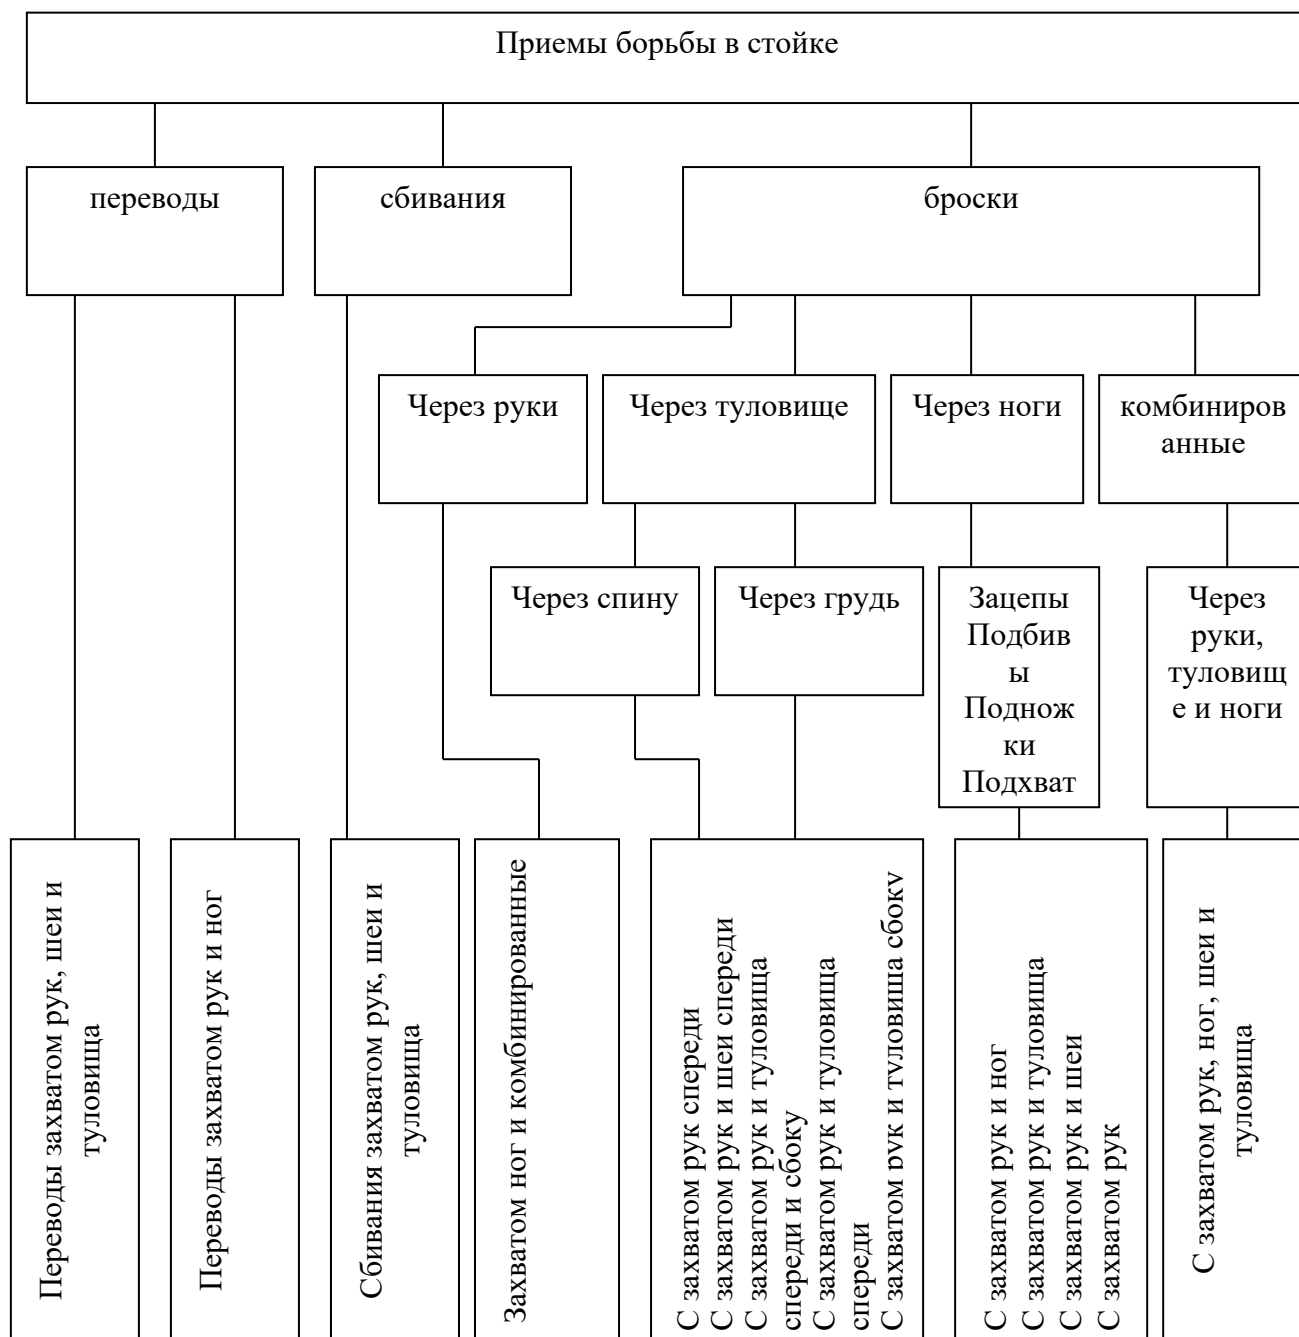 Приемы борьбы в стойке
переводы
сбивания
броски
Через руки
Через туловище
Через ноги
комбиниров
анные
Через спину
Через грудь
Зацепы
Подбив
ы
Поднож
ки
Подхват
Через
руки,
туловищ
е и ноги
Переводы захватом рук, шеи и
туловища
Переводы захватом рук и ног
Сбивания захватом рук, шеи и
туловища
Захватом ног и комбинированные
С захватом рук спереди
С захватом рук и шеи спереди
С захватом рук и туловища
спереди и сбоку
С захватом рук и туловища
спереди
С захватом рук и туловища сбоку
С захватом рук и ног
С захватом рук и туловища
С захватом рук и шеи
С захватом рук
С захватом рук, ног, шеи и
туловища